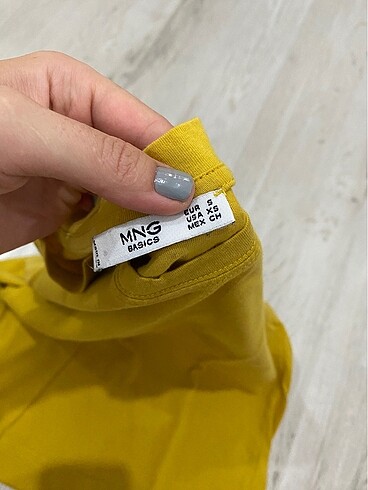 MNG
BASICS
EUR S
USA XS
MEX CH